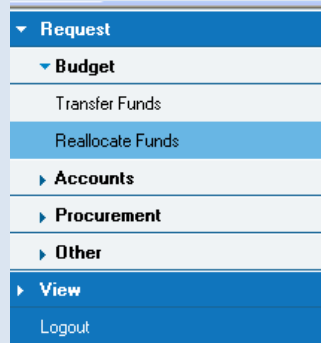 Request
Budget
Transfer Funds
Reallocate Funds
Accounts
Procurement
Other
View
Logout